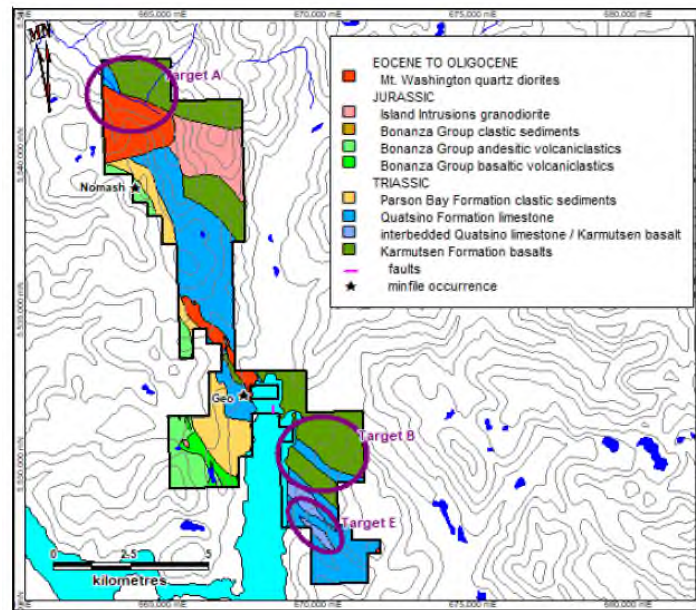 665,000 mE
670,000 mE
675,000 mE
680,000 mE
MN
Target A
EOCENE TO OLIGOCENE
Mt. Washington quartz diorites
JURASSIC
Island Intrusions granodiorite
Bonanza Group clastic sediments
Bonanza Group andesitic volcaniclastics
Bonanza Group basaltic volcaniclastics
TRIASSIC
Parson Bay Formation clastic sediments
Quatsino Formation limestone
interbedded Quatsino limestone / Karmutsen basalt
Karmutsen Formation basalts
faults
minfile occurrence
5,540,000 mN
Nomash
Geo
Target B
Target E
0
2.5
5
kilometres
665,000 mE
670,000 mE
675,000 mE
680,000 mE